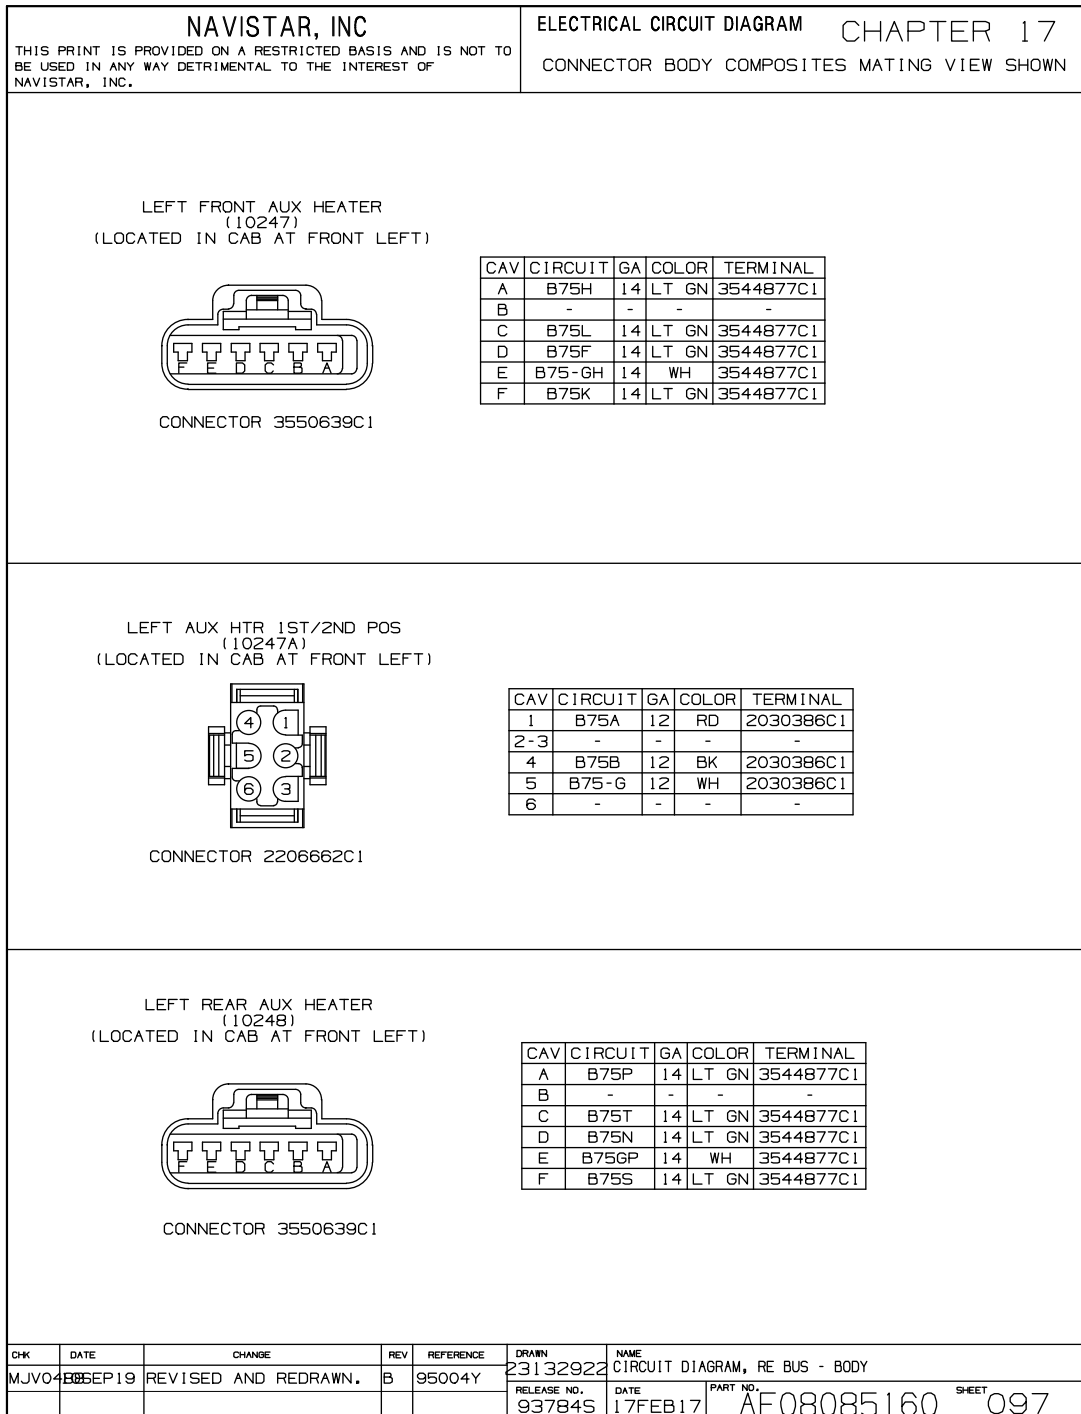 NAVISTAR, INC
THIS PRINT IS PROVIDED ON A RESTRICTED BASIS AND IS NOT TO
BE USED IN ANY WAY DETRIMENTAL TO THE INTEREST OF
NAVISTAR, INC.
ELECTRICAL CIRCUIT DIAGRAM CHAPTER 17
CONNECTOR BODY COMPOSITES MATING VIEW SHOWN
LEFT FRONT AUX HEATER
(10247)
(LOCATED IN CAB AT FRONT LEFT)
F E D C B A
CONNECTOR 3550639C1
CAV CIRCUIT GA COLOR TERMINAL
A B75H 14 LT GN 3544877C1
B - - - -
C B75L 14 LT GN 3544877C1
D B75F 14 LT GN 3544877C1
E B75-GH 14 WH 3544877C1
F B75K 14 LT GN 3544877C1
LEFT AUX HTR 1ST/2ND POS
(10247A)
(LOCATED IN CAB AT FRONT LEFT)
4 1
5 2
6 3
CONNECTOR 2206662C1
CAV CIRCUIT GA COLOR TERMINAL
1 B75A 12 RD 2030386C1
2-3 - - - -
4 B75B 12 BK 2030386C1
5 B75-G 12 WH 2030386C1
6 - - - -
LEFT REAR AUX HEATER
(10248)
(LOCATED IN CAB AT FRONT LEFT)
F E D C B A
CONNECTOR 3550639C1
CAV CIRCUIT GA COLOR TERMINAL
A B75P 14 LT GN 3544877C1
B - - - -
C B75T 14 LT GN 3544877C1
D B75N 14 LT GN 3544877C1
E B75GP 14 WH 3544877C1
F B75S 14 LT GN 3544877C1
CHK DATE CHANGE REV REFERENCE
REVISED AND REDRAWN. B 95004Y
DRAWN NAME
23132922 CIRCUIT DIAGRAM, RE BUS - BODY
RELEASE NO. DATE PART NO. SHEET
93784S 17FEB17 AF08085160 097